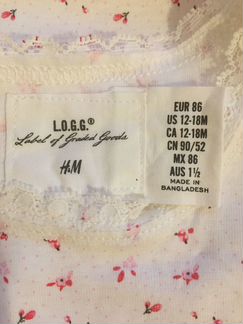 L.O.G.G.®
Label of Graded Goods
H&M
EUR 86
US 12-18M
CA 12-18M
CN 90/52
MX 86
AUS 1½
MADE IN
BANGLADESH